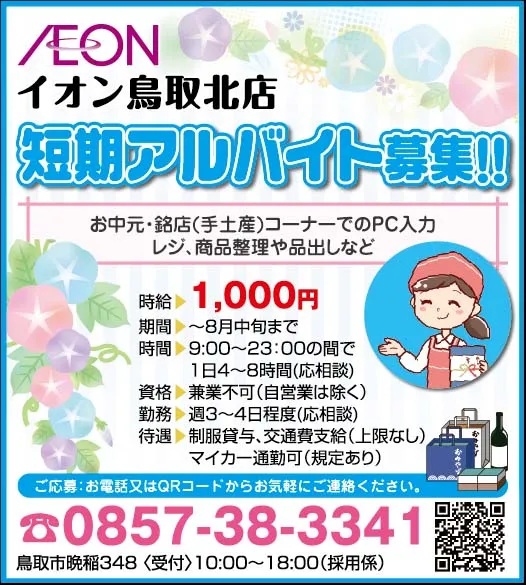 ÆON
イオン鳥取北店
短期アルバイト募集!!
お中元・銘店(手土産)コーナーでのPC入力
レジ、商品整理や品出しなど
時給▶1,000円
期間▶~8月中旬まで
時間▶9:00~23:00の間で
1日4~8時間(応相談)
資格▶兼業不可(自営業は除く)
勤務▶週3~4日程度(応相談)
待遇▶制服貸与、交通費支給(上限なし)
マイカー通勤可(規定あり)
ご応募:お電話又はQRコードからお気軽にご連絡ください。
☎0857-38-3341
鳥取市晩稲348〈受付〉10:00~18:00(採用係)